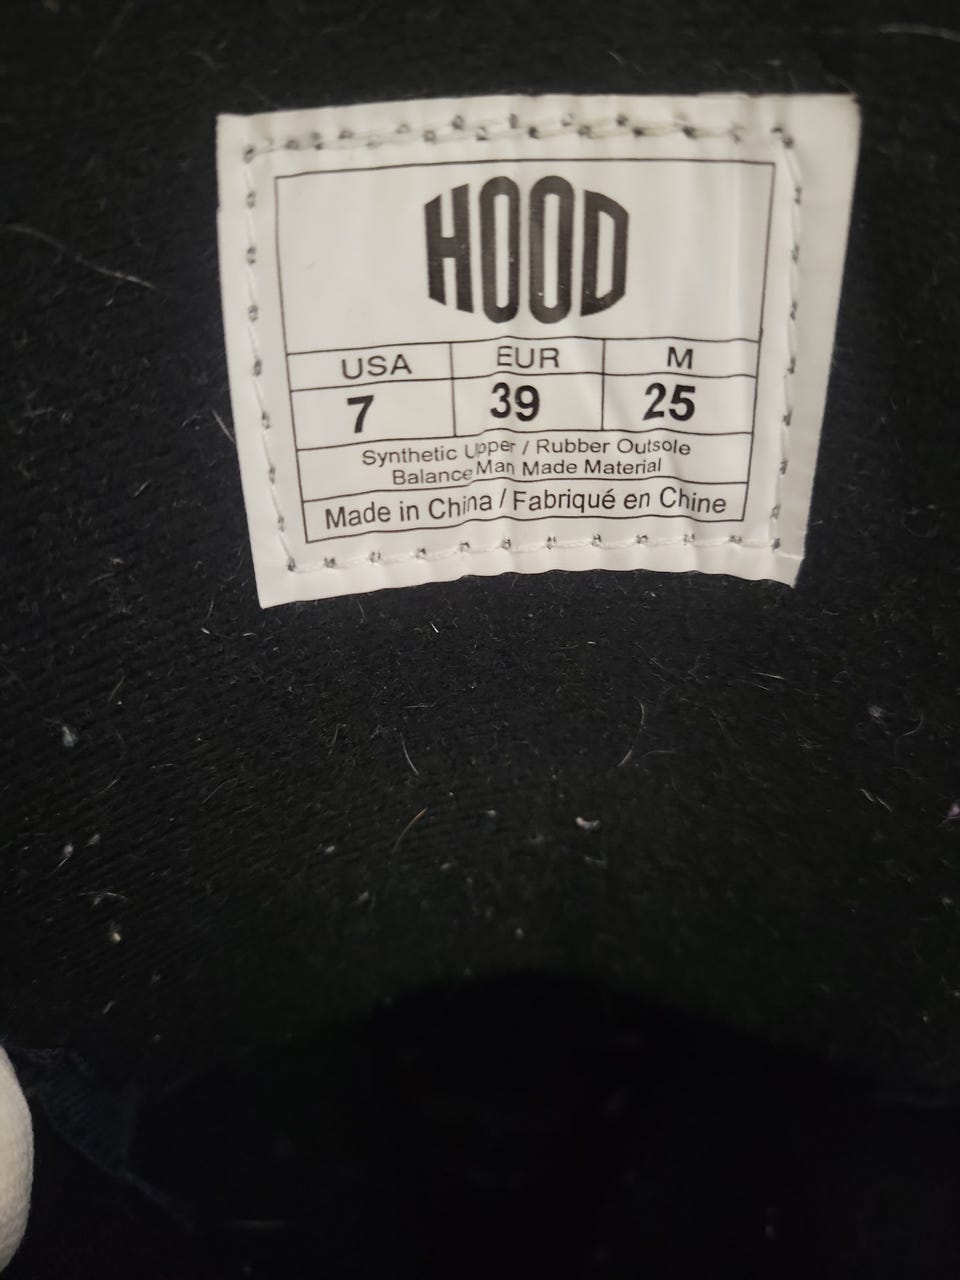 HOOD
USA EUR M
7 39 25
Synthetic Upper / Rubber Outsole
Balance Man Made Material
Made in China / Fabriqué en Chine